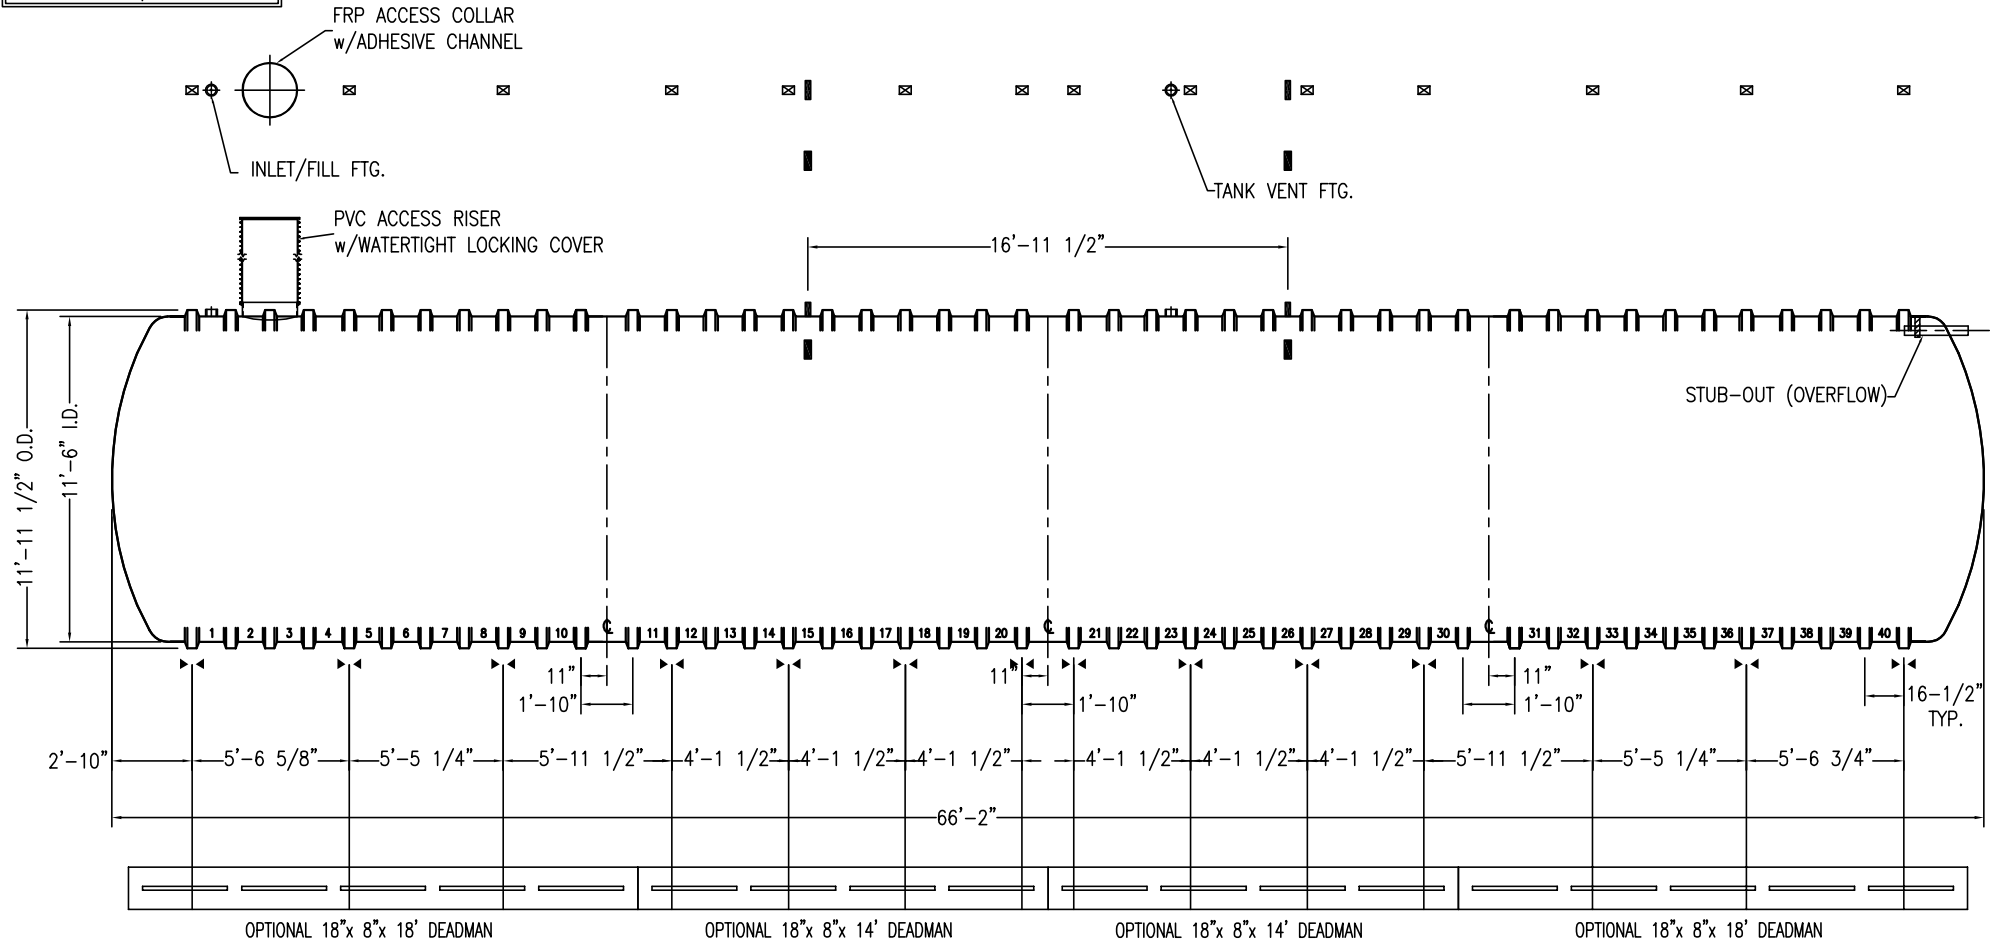 FRP ACCESS COLLAR
w/ADHESIVE CHANNEL
INLET/FILL FTG.
TANK VENT FTG.
PVC ACCESS RISER
w/WATERTIGHT LOCKING COVER
16'-11 1/2"
11'-11 1/2" O.D.
11'-6" I.D.
STUB-OUT (OVERFLOW)
℄ ℄ ℄
1 2 3 4 5 6 7 8 9 10 11 12 13 14 15 16 17 18 19 20 21 22 23 24 25 26 27 28 29 30 31 32 33 34 35 36 37 38 39 40
11" 11" 11"
1'-10" 1'-10" 1'-10" 16-1/2"
TYP.
2'-10" 5'-6 5/8" 5'-5 1/4" 5'-11 1/2" 4'-1 1/2" 4'-1 1/2" 4'-1 1/2" 4'-1 1/2" 4'-1 1/2" 4'-1 1/2" 5'-11 1/2" 5'-5 1/4" 5'-6 3/4"
66'-2"
OPTIONAL 18"x 8"x 18' DEADMAN OPTIONAL 18"x 8"x 14' DEADMAN OPTIONAL 18"x 8"x 14' DEADMAN OPTIONAL 18"x 8"x 18' DEADMAN